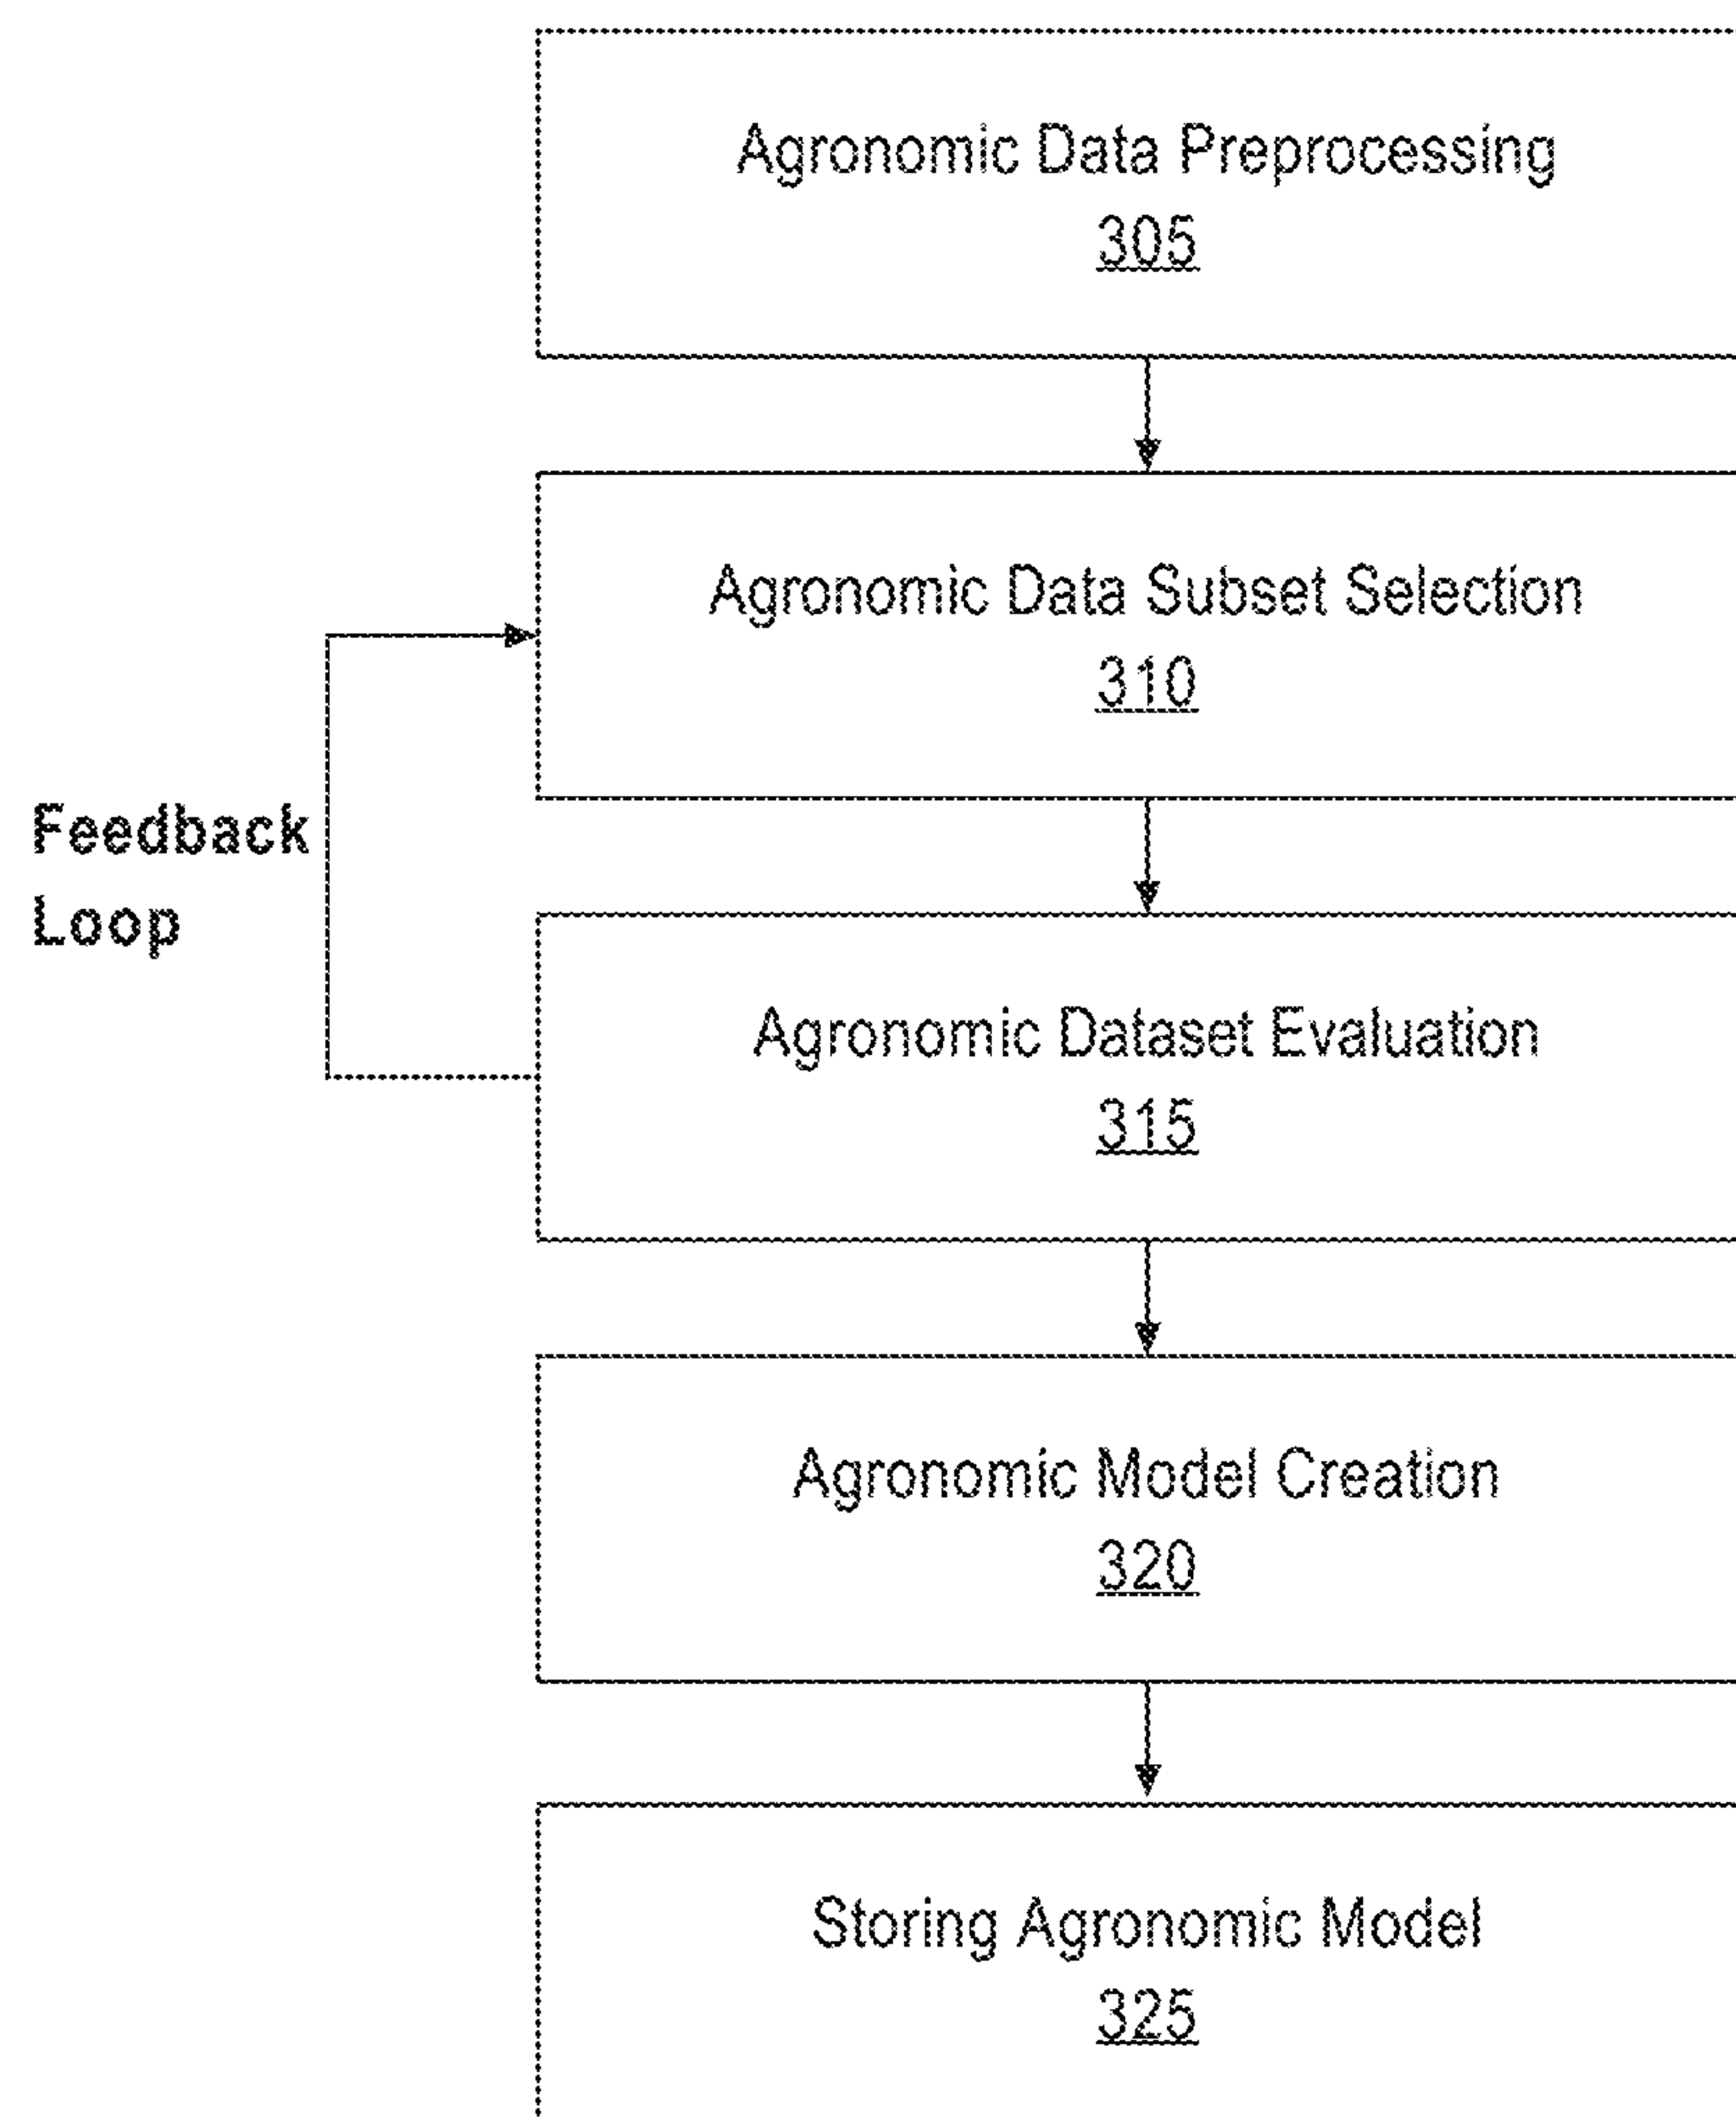 Agronomic Data Preprocessing
305
Agronomic Data Subset Selection
310
Feedback
Loop
Agronomic Dataset Evaluation
315
Agronomic Model Creation
320
Storing Agronomic Model
325